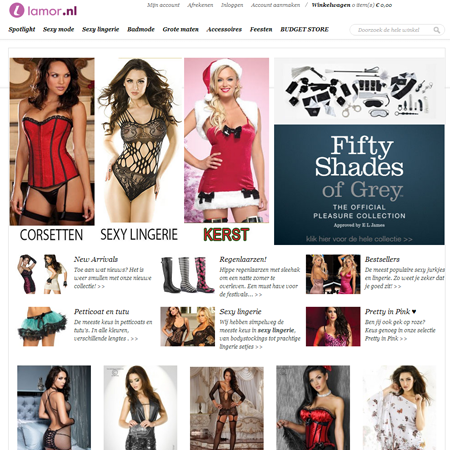 lamor.nl
Mijn account Afrekenen Inloggen Account aanmaken / Winkelwagen 0 item(s) € 0,00
Spotlight Sexy mode Sexy lingerie Badmode Grote maten Accessoires Feesten BUDGET STORE
Doorzoek de hele winkel
Fifty
Shades
of Grey
THE OFFICIAL
PLEASURE COLLECTION
Approved by E L James
klik hier voor de hele collectie >>
CORSETTEN
SEXY LINGERIE
KERST
New Arrivals
Toe aan wat nieuws? Het is
weer smullen met onze nieuwe
collectie! >>
Regenlaarzen!
Hippe regenlaarzen met sleehak
om een natte zomer te
overleven. Een must have voor
de festivals... >>
Bestsellers
De meest populaire sexy jurkjes
en lingerie. Zo weet je zeker dat
je goed zit! >>
Petticoat en tutu
De meeste keus in petticoats
en tutu's. In alle kleuren,
verschillende lengtes . >>
Sexy lingerie
Wij hebben simpelweg de
meeste keus in sexy lingerie,
van bodystockings tot prachtige
lingerie setjes >>
Pretty in Pink ♥
Ben jij ook gek op roze?
Keus genoeg in onze selectie
Pretty in Pink >>